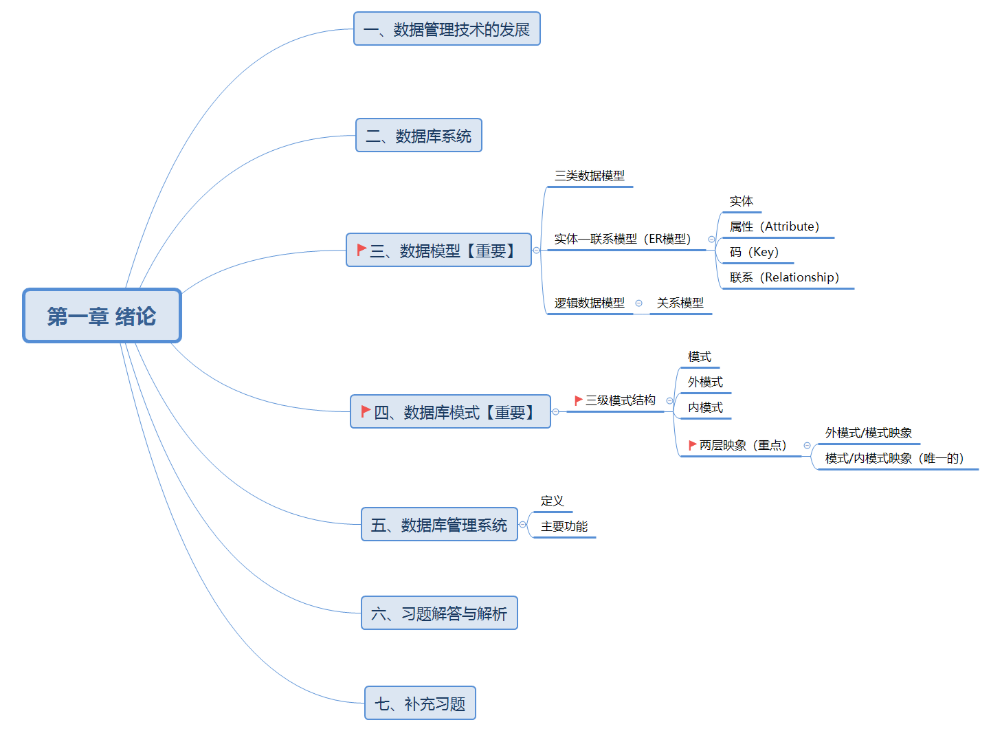 第一章 绪论
一、数据管理技术的发展
二、数据库系统
三、数据模型【重要】
三类数据模型
实体—联系模型（ER模型）
实体
属性（Attribute）
码（Key）
联系（Relationship）
逻辑数据模型
关系模型
四、数据库模式【重要】
三级模式结构
模式
外模式
内模式
两层映象（重点）
外模式/模式映象
模式/内模式映象（唯一的）
五、数据库管理系统
定义
主要功能
六、习题解答与解析
七、补充习题